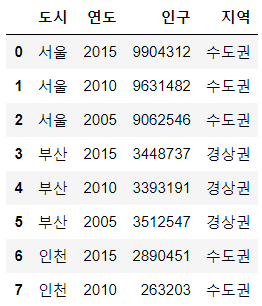 도시 연도 인구 지역
0 서울 2015 9904312 수도권
1 서울 2010 9631482 수도권
2 서울 2005 9062546 수도권
3 부산 2015 3448737 경상권
4 부산 2010 3393191 경상권
5 부산 2005 3512547 경상권
6 인천 2015 2890451 수도권
7 인천 2010 263203 수도권